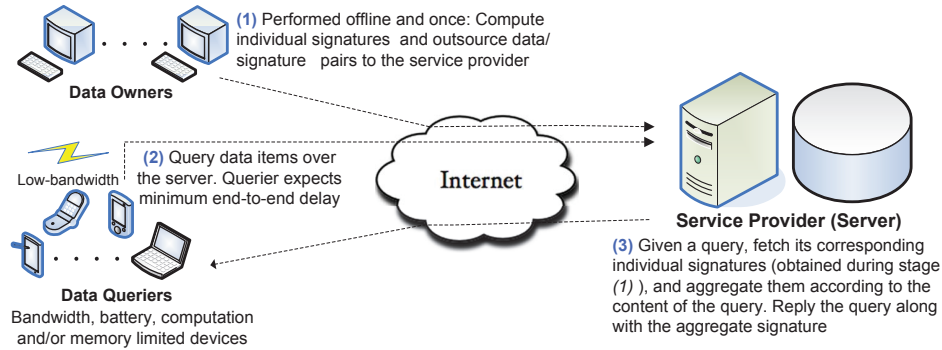 (1) Performed offline and once: Compute
individual signatures and outsource data/
signature pairs to the service provider
Data Owners
(2) Query data items over
the server. Querier expects
minimum end-to-end delay
Low-bandwidth
Internet
Service Provider (Server)
(3) Given a query, fetch its corresponding
individual signatures (obtained during stage
(1) ), and aggregate them according to the
content of the query. Reply the query along
with the aggregate signature
Data Queriers
Bandwidth, battery, computation
and/or memory limited devices